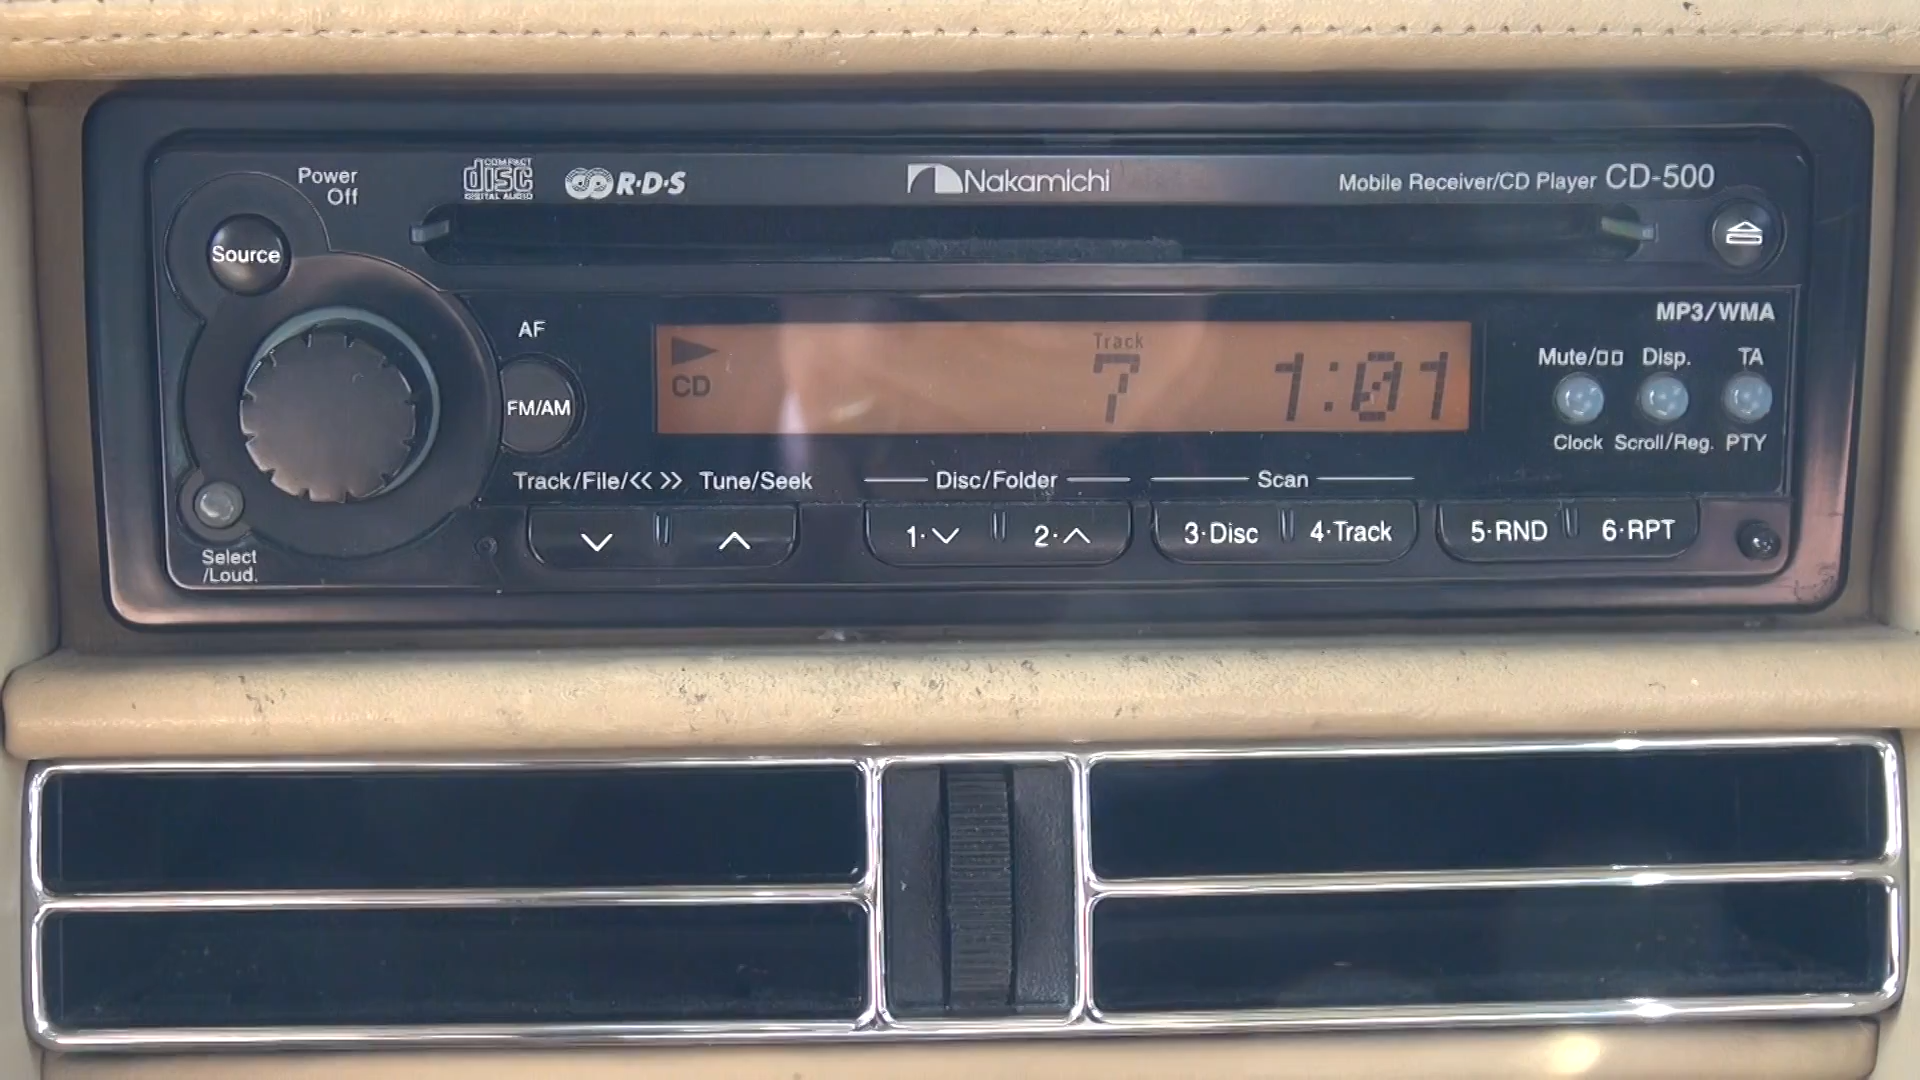 Power
Off
COMPACT
disc
DIGITAL AUDIO
R·D·S
Nakamichi
Mobile Receiver/CD Player CD-500
Source
MP3/WMA
AF
FM/AM
CD
Track
7
1:01
Mute/ Disp. TA
Clock Scroll/Reg. PTY
Track/File/<< >> Tune/Seek
Disc/Folder
Scan
1· 2·
3·Disc 4·Track
5·RND 6·RPT
Select
/Loud.